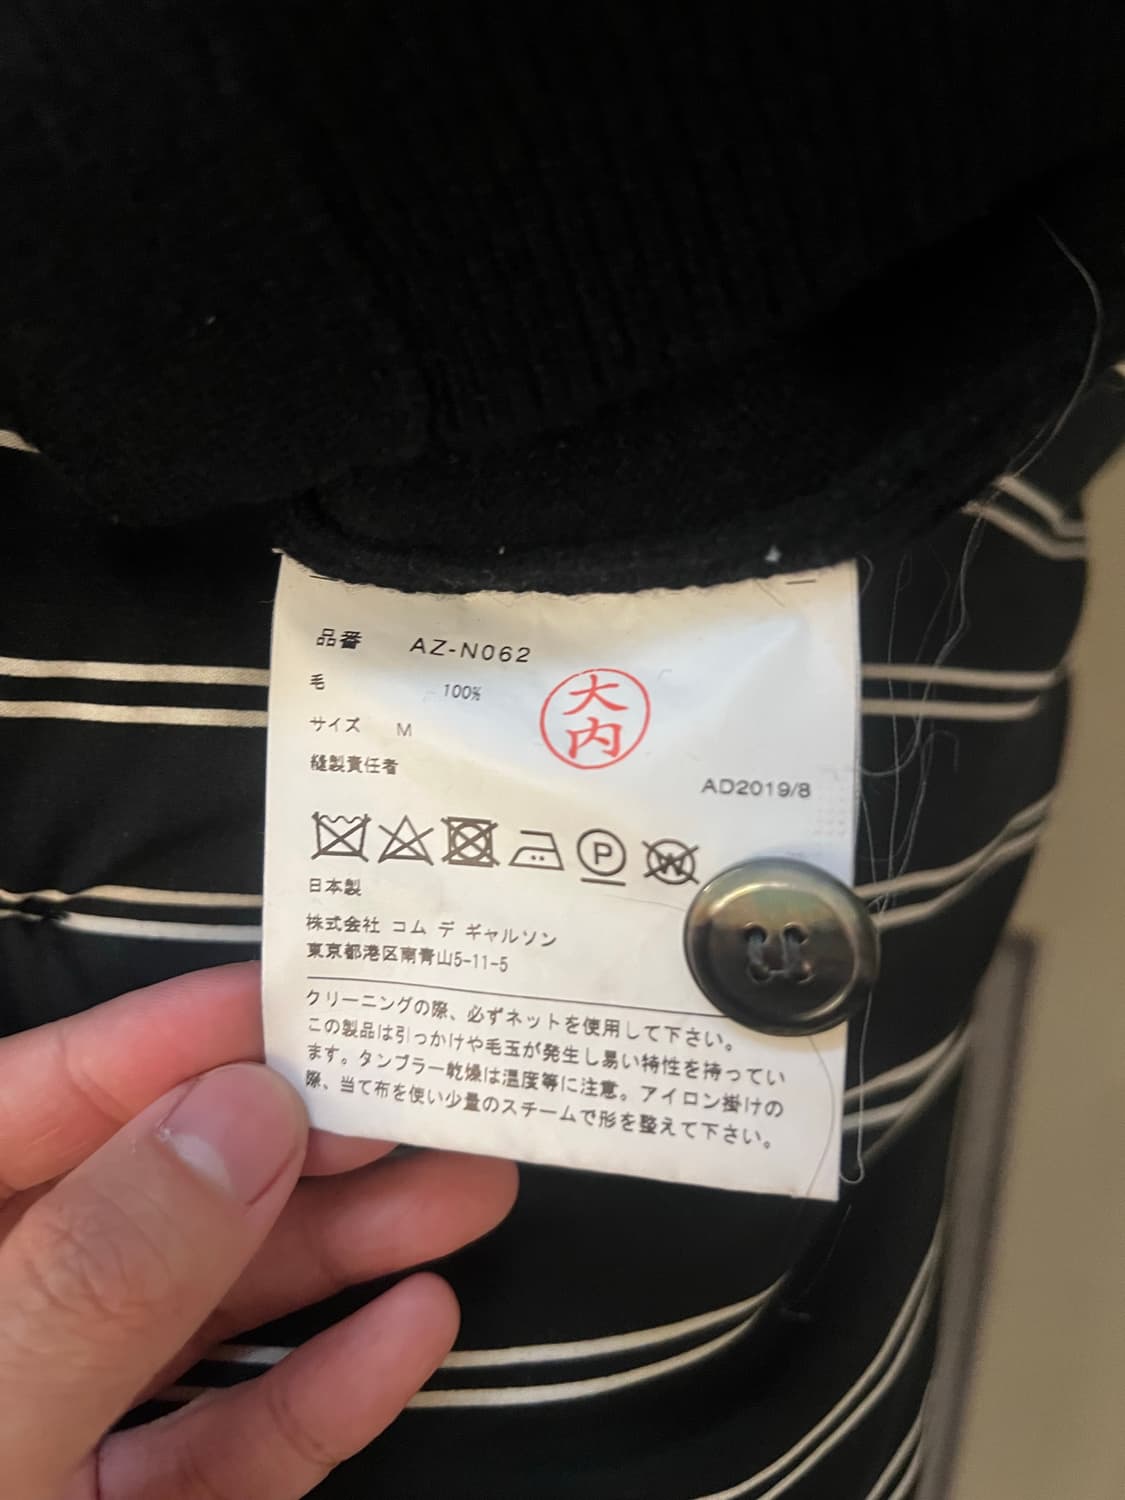 品番 AZ-N062
毛 100%
サイズ M
大内
縫製責任者
AD2019/8
P
W
日本製
株式会社 コム デ ギャルソン
東京都港区南青山5-11-5
クリーニングの際、必ずネットを使用して下さい。
この製品は引っかけや毛玉が発生し易い特性を持ってい
ます。タンブラー乾燥は温度等に注意。アイロン掛けの
際、当て布を使い少量のスチームで形を整えて下さい。